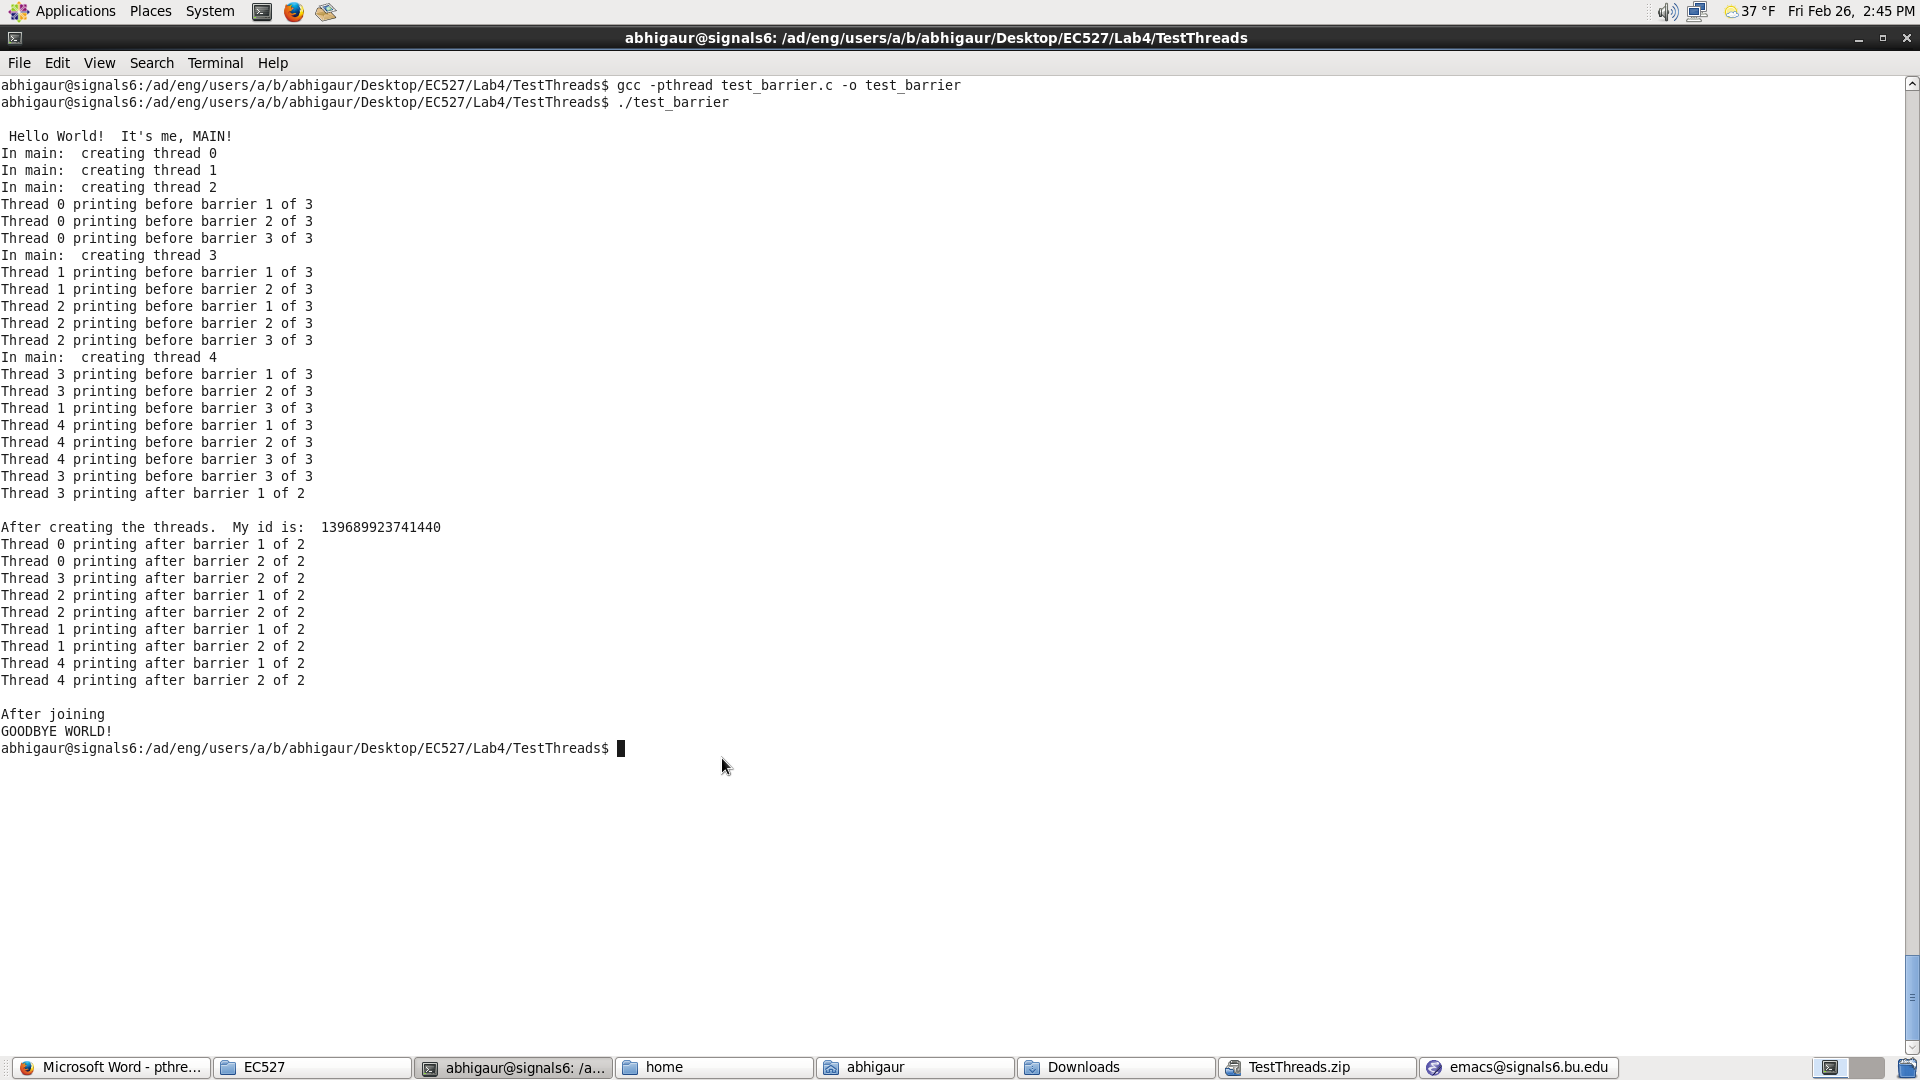 Applications Places System 37 °F Fri Feb 26, 2:45 PM
abhigaur@signals6: /ad/eng/users/a/b/abhigaur/Desktop/EC527/Lab4/TestThreads
File Edit View Search Terminal Help
abhigaur@signals6:/ad/eng/users/a/b/abhigaur/Desktop/EC527/Lab4/TestThreads$ gcc -pthread test_barrier.c -o test_barrier
abhigaur@signals6:/ad/eng/users/a/b/abhigaur/Desktop/EC527/Lab4/TestThreads$ ./test_barrier
Hello World!  It's me, MAIN!
In main:  creating thread 0
In main:  creating thread 1
In main:  creating thread 2
Thread 0 printing before barrier 1 of 3
Thread 0 printing before barrier 2 of 3
Thread 0 printing before barrier 3 of 3
In main:  creating thread 3
Thread 1 printing before barrier 1 of 3
Thread 1 printing before barrier 2 of 3
Thread 2 printing before barrier 1 of 3
Thread 2 printing before barrier 2 of 3
Thread 2 printing before barrier 3 of 3
In main:  creating thread 4
Thread 3 printing before barrier 1 of 3
Thread 3 printing before barrier 2 of 3
Thread 1 printing before barrier 3 of 3
Thread 4 printing before barrier 1 of 3
Thread 4 printing before barrier 2 of 3
Thread 4 printing before barrier 3 of 3
Thread 3 printing before barrier 3 of 3
Thread 3 printing after barrier 1 of 2
After creating the threads.  My id is:  139689923741440
Thread 0 printing after barrier 1 of 2
Thread 0 printing after barrier 2 of 2
Thread 3 printing after barrier 2 of 2
Thread 2 printing after barrier 1 of 2
Thread 2 printing after barrier 2 of 2
Thread 1 printing after barrier 1 of 2
Thread 1 printing after barrier 2 of 2
Thread 4 printing after barrier 1 of 2
Thread 4 printing after barrier 2 of 2
After joining
GOODBYE WORLD!
abhigaur@signals6:/ad/eng/users/a/b/abhigaur/Desktop/EC527/Lab4/TestThreads$
Microsoft Word - pthre... EC527 abhigaur@signals6: /a... home abhigaur Downloads TestThreads.zip emacs@signals6.bu.edu